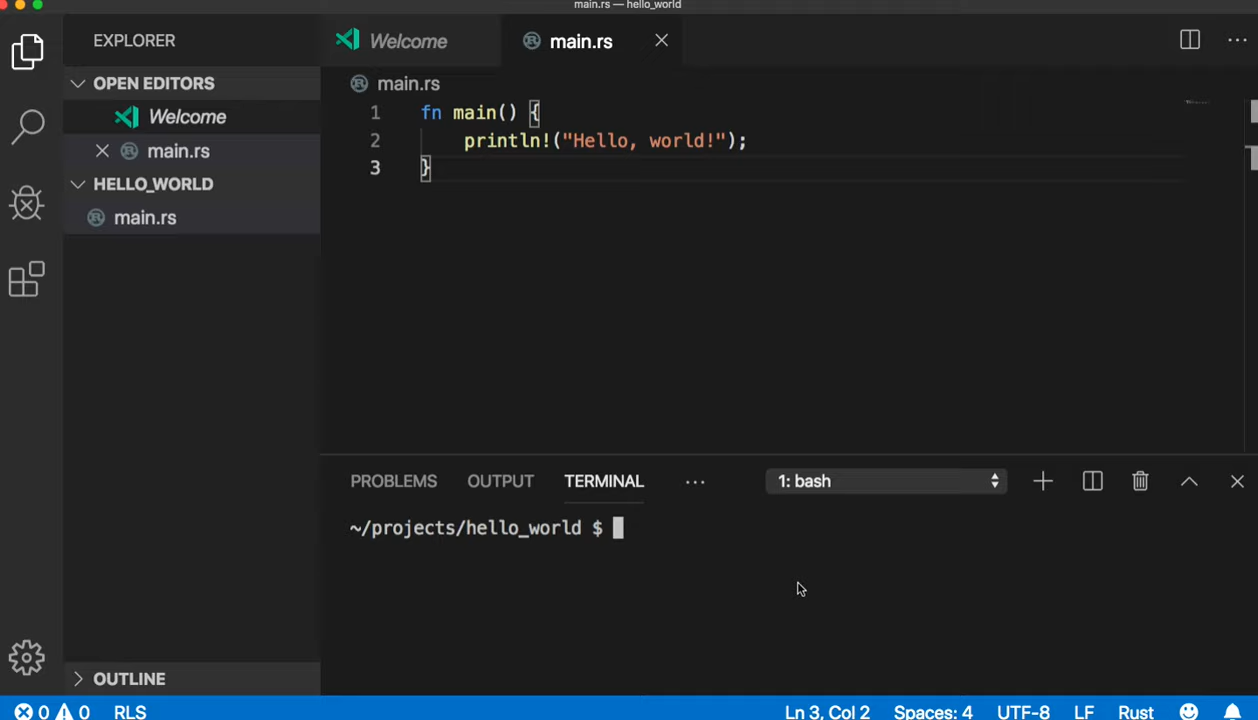 main.rs — hello_world
EXPLORER
OPEN EDITORS
Welcome
main.rs
HELLO_WORLD
main.rs
OUTLINE
Welcome
main.rs
main.rs
1 fn main() {
2     println!("Hello, world!");
3 }
PROBLEMS OUTPUT TERMINAL ... 1: bash
~/projects/hello_world $
0 0 RLS Ln 3, Col 2 Spaces: 4 UTF-8 LF Rust